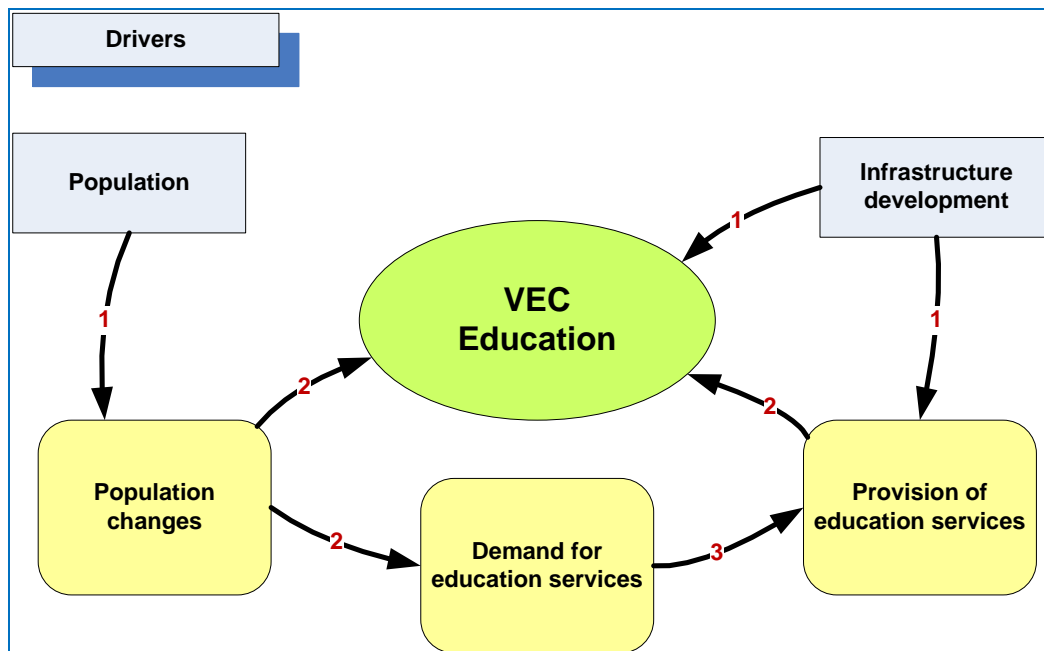 Drivers
Population
Infrastructure
development
1
VEC
Education
1
1
2
2
Population
changes
Provision of
education services
2
Demand for
education services
3